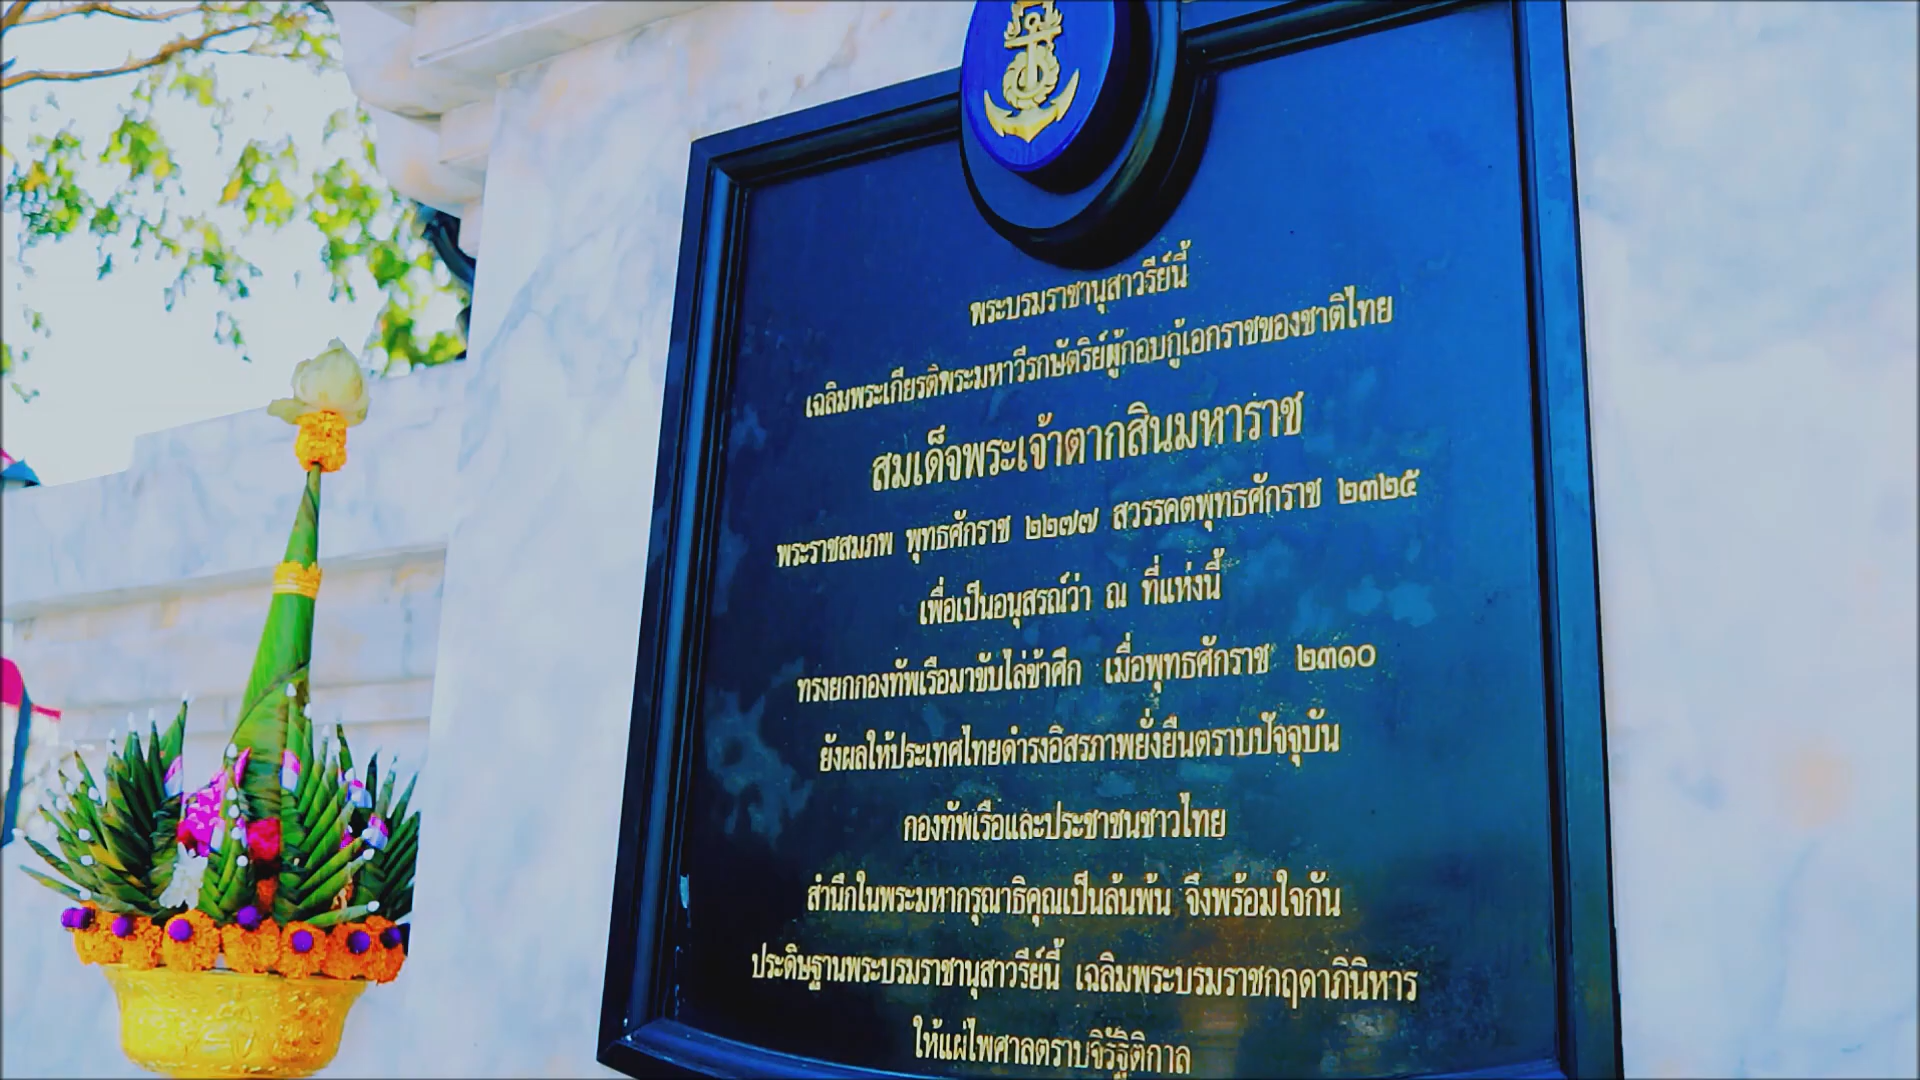 พระบรมราชานุสาวรีย์นี้
เฉลิมพระเกียรติพระมหาวีรกษัตริย์ผู้กอบกู้เอกราชของชาติไทย
สมเด็จพระเจ้าตากสินมหาราช
พระราชสมภพ พุทธศักราช ๒๒๗๗ สวรรคตพุทธศักราช ๒๓๒๕
เพื่อเป็นอนุสรณ์ว่า ณ ที่แห่งนี้
ทรงยกกองทัพเรือมาขับไล่ข้าศึก เมื่อพุทธศักราช ๒๓๑๐
ยังผลให้ประเทศไทยดำรงอิสรภาพยั่งยืนตราบปัจจุบัน
กองทัพเรือและประชาชนชาวไทย
สำนึกในพระมหากรุณาธิคุณเป็นล้นพ้น จึงพร้อมใจกัน
ประดิษฐานพระบรมราชานุสาวรีย์นี้ เฉลิมพระบรมราชกฤดาภินิหาร
ให้แผ่ไพศาลตราบจิรัฐิติกาล